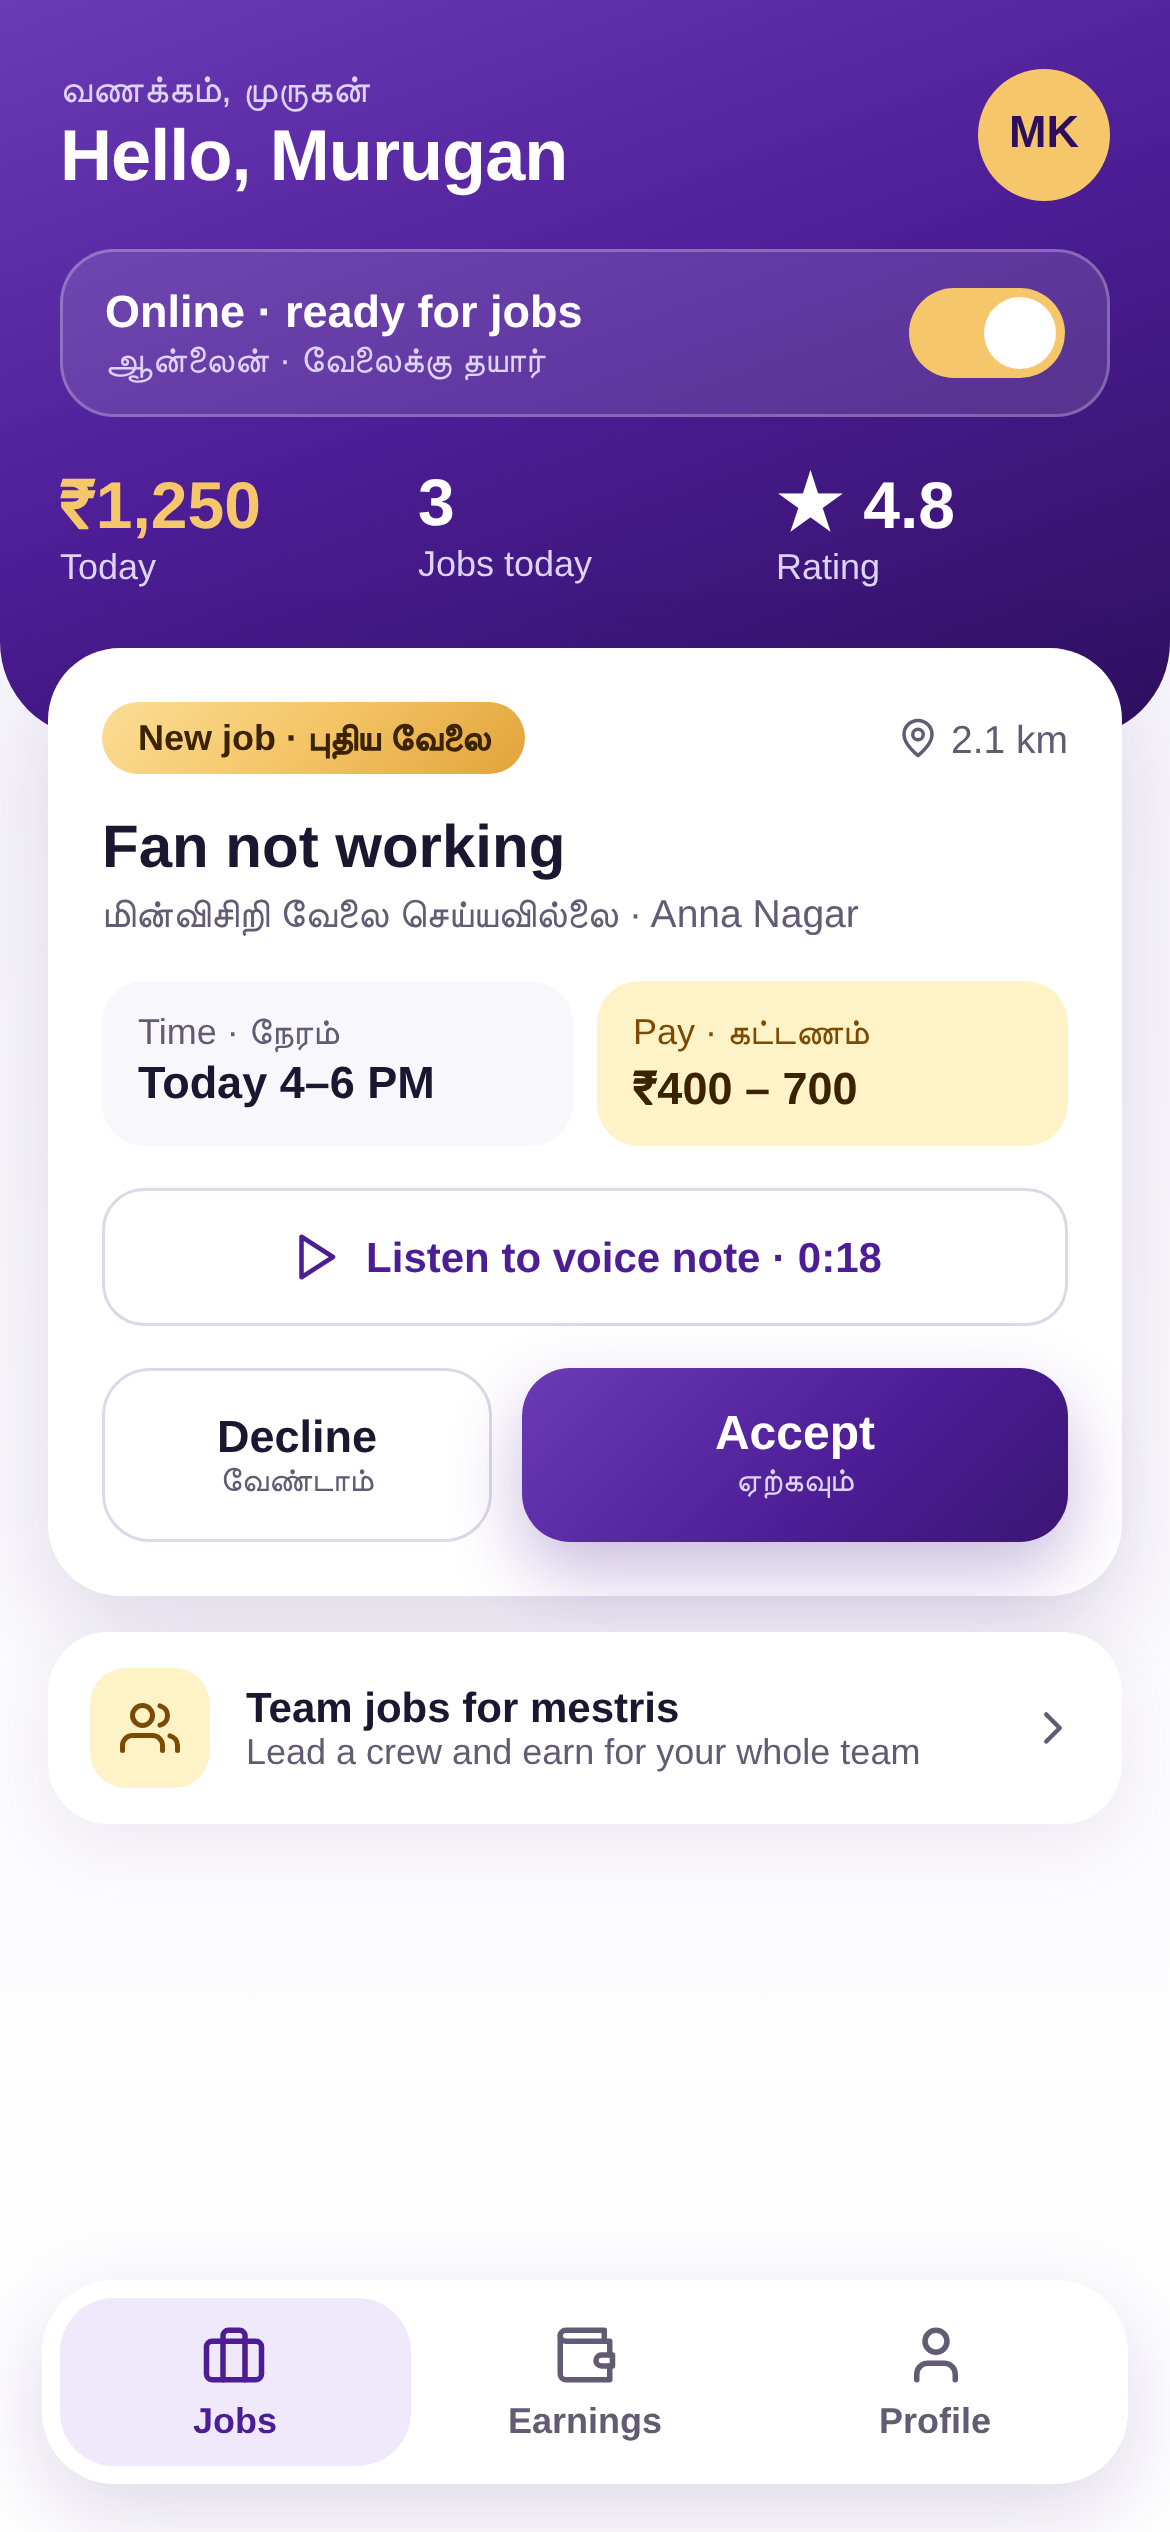 வணக்கம், முருகன்
Hello, Murugan
MK
Online · ready for jobs
ஆன்லைன் · வேலைக்கு தயார்
₹1,250
Today
3
Jobs today
★ 4.8
Rating
New job · புதிய வேலை
2.1 km
Fan not working
மின்விசிறி வேலை செய்யவில்லை · Anna Nagar
Time · நேரம்
Today 4–6 PM
Pay · கட்டணம்
₹400 – 700
Listen to voice note · 0:18
Decline
வேண்டாம்
Accept
ஏற்கவும்
Team jobs for mestris
Lead a crew and earn for your whole team
Jobs
Earnings
Profile